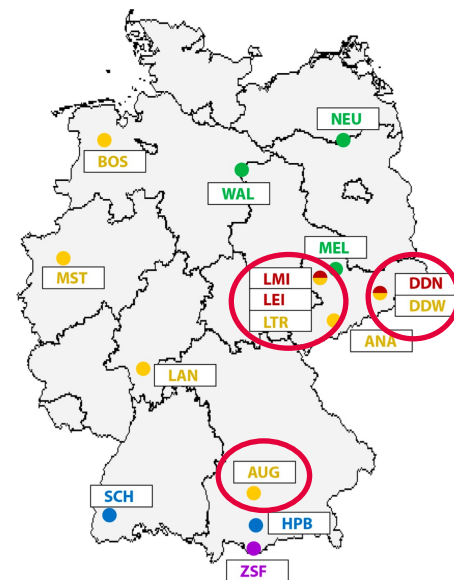 NEU
BOS
WAL
MEL
MST
LMI
LEI
LTR
DDN
DDW
ANA
LAN
AUG
SCH
HPB
ZSF